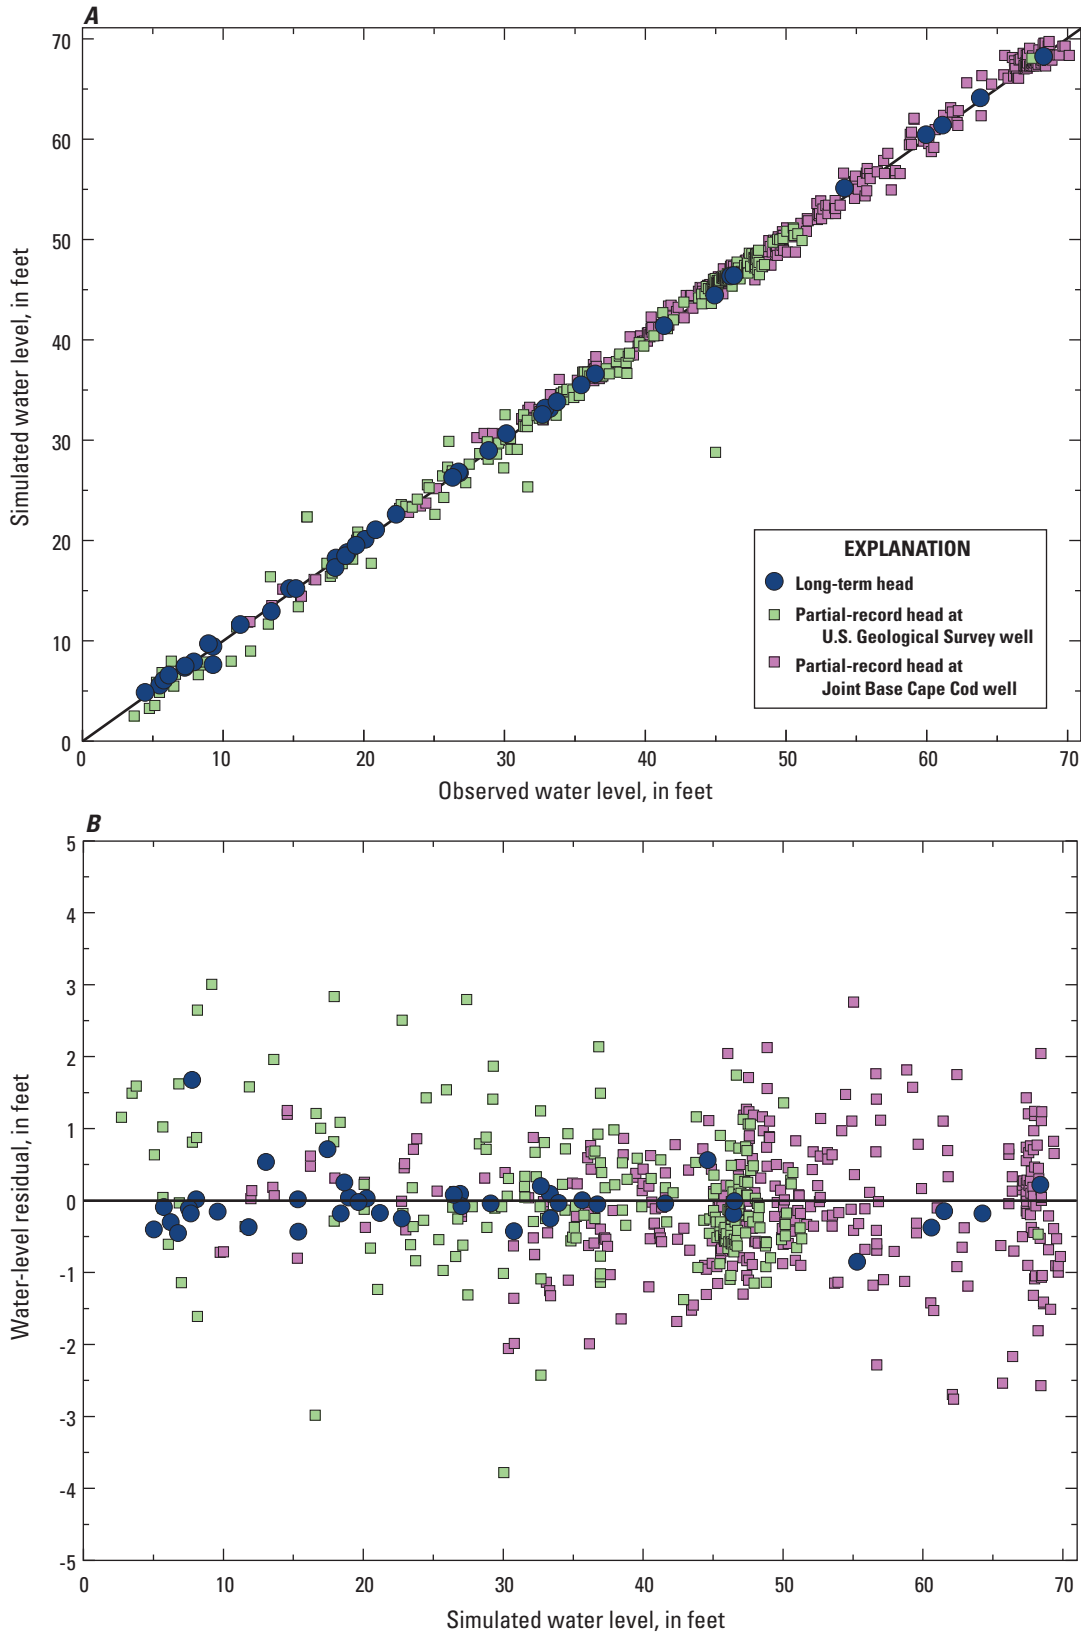 A
70
60
50
40
30
20
10
0
Simulated water level, in feet
EXPLANATION
Long-term head
Partial-record head at
U.S. Geological Survey well
Partial-record head at
Joint Base Cape Cod well
0 10 20 30 40 50 60 70
Observed water level, in feet
B
5
4
3
2
1
0
-1
-2
-3
-4
-5
Water-level residual, in feet
0 10 20 30 40 50 60 70
Simulated water level, in feet